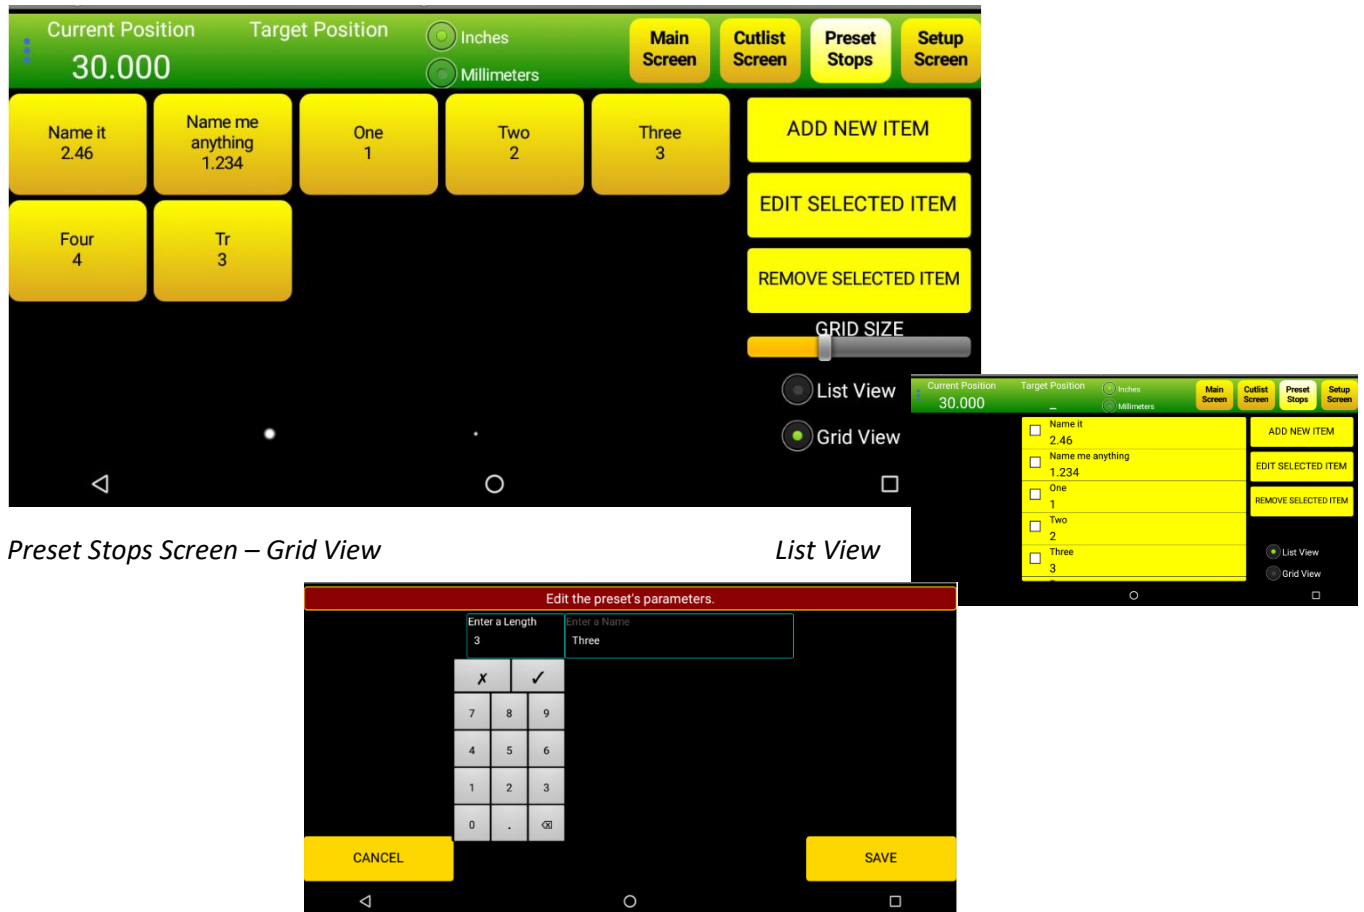 Current Position
Target Position
Inches
30.000
Millimeters
Main
Screen
Cutlist
Screen
Preset
Stops
Setup
Screen
Name it
2.46
Name me
anything
1.234
One
1
Two
2
Three
3
Four
4
Tr
3
ADD NEW ITEM
EDIT SELECTED ITEM
REMOVE SELECTED ITEM
GRID SIZE
List View
Grid View
Preset Stops Screen – Grid View
List View
Current Position
Target Position
Inches
30.000
_
Millimeters
Main
Screen
Cutlist
Screen
Preset
Stops
Setup
Screen
Name it
2.46
Name me anything
1.234
One
1
Two
2
Three
3
ADD NEW ITEM
EDIT SELECTED ITEM
REMOVE SELECTED ITEM
List View
Grid View
Edit the preset's parameters.
Enter a Length
3
Enter a Name
Three
✗ ✓
7 8 9
4 5 6
1 2 3
0 . ⌫
CANCEL
SAVE